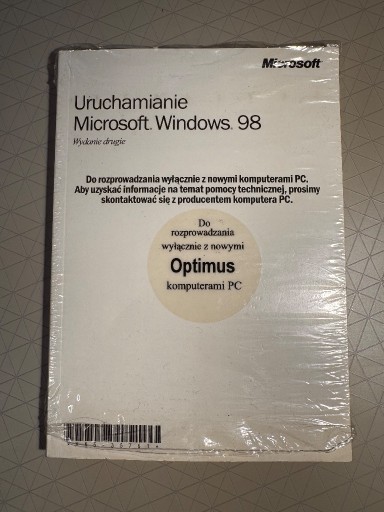 Microsoft
Uruchamianie
Microsoft® Windows® 98
Wydanie drugie
Do rozprowadzania wyłącznie z nowymi komputerami PC.
Aby uzyskać informacje na temat pomocy technicznej, prosimy
skontaktować się z producentem komputera PC.
Do
rozprowadzania
wyłącznie z nowymi
Optimus
komputerami PC